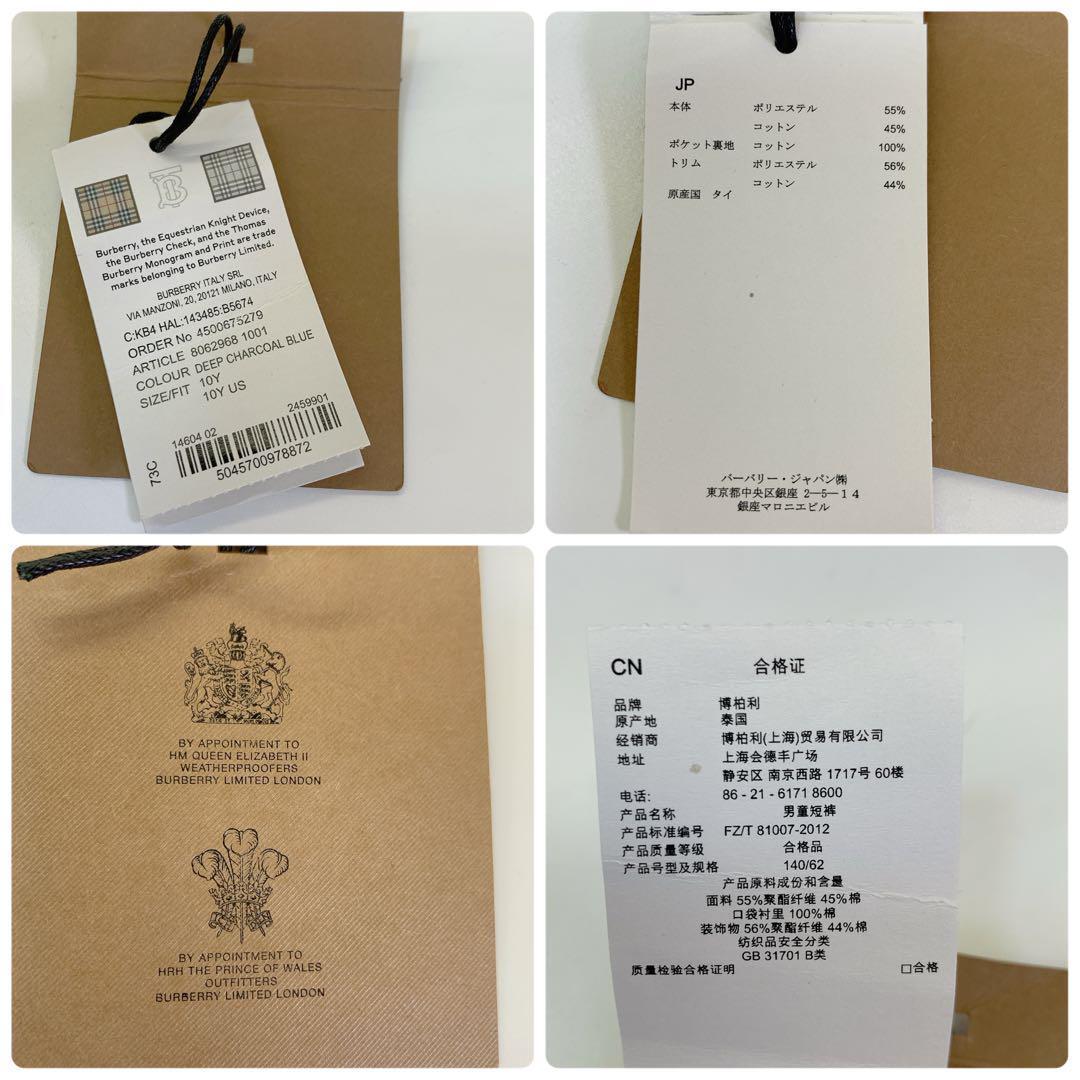 Burberry, the Equestrian Knight Device,
the Burberry Check, and the Thomas
Burberry Monogram and Print are trade
marks belonging to Burberry Limited.
BURBERRY ITALY SRL
VIA MANZONI, 20, 20121 MILANO, ITALY
C:KB4 HAL:143485:B5674
ORDER No 4500675279
ARTICLE 8062968 1001
COLOUR DEEP CHARCOAL BLUE
SIZE/FIT 10Y
10Y US
14604 02 2459901
73C
5045700978872
JP
本体 ポリエステル 55%
コットン 45%
ポケット裏地 コットン 100%
トリム ポリエステル 56%
コットン 44%
原産国 タイ
バーバリー・ジャパン㈱
東京都中央区銀座 2―5―14
銀座マロニエビル
BY APPOINTMENT TO
HM QUEEN ELIZABETH II
WEATHERPROOFERS
BURBERRY LIMITED LONDON
BY APPOINTMENT TO
HRH THE PRINCE OF WALES
OUTFITTERS
BURBERRY LIMITED LONDON
CN 合格证
品牌 博柏利
原产地 泰国
经销商 博柏利(上海)贸易有限公司
地址 上海会德丰广场
静安区 南京西路 1717号 60楼
电话: 86 - 21 - 6171 8600
产品名称 男童短裤
产品标准编号 FZ/T 81007-2012
产品质量等级 合格品
产品号型及规格 140/62
产品原料成份和含量
面料 55%聚酯纤维 45%棉
口袋衬里 100%棉
装饰物 56%聚酯纤维 44%棉
纺织品安全分类
GB 31701 B类
质量检验合格证明 □合格